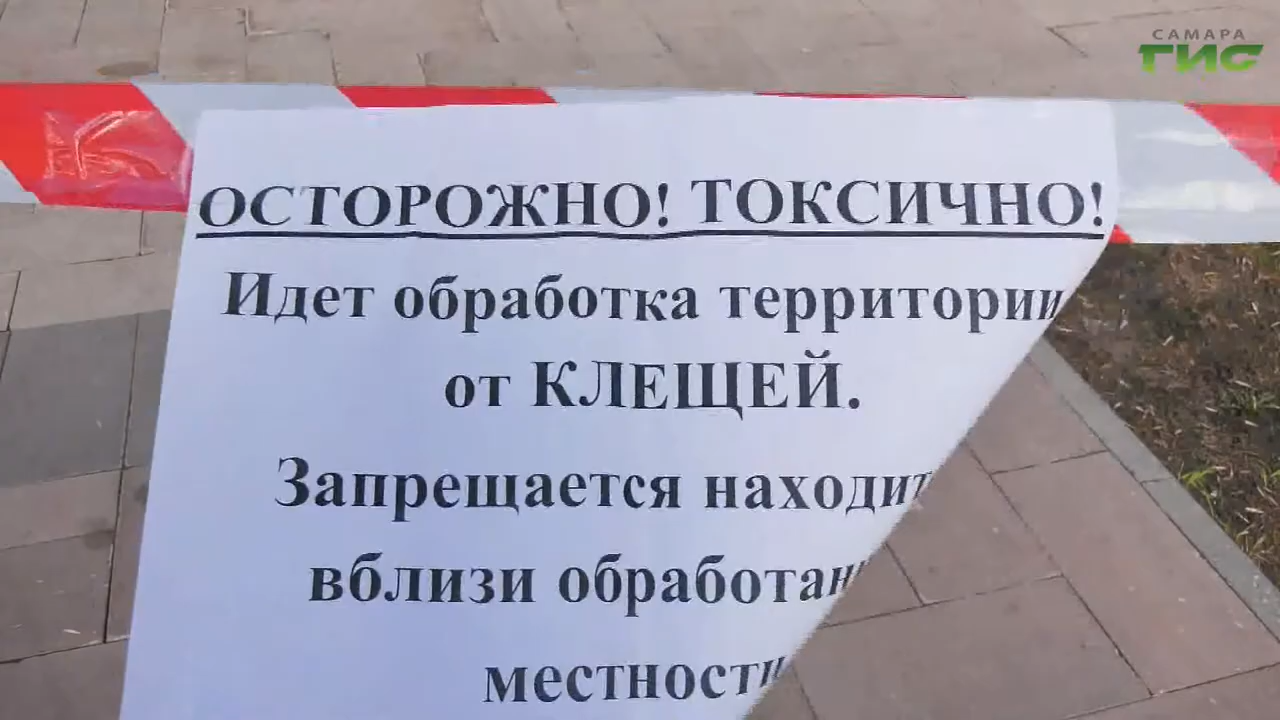 САМАРА
ГИС
ОСТОРОЖНО! ТОКСИЧНО!
Идет обработка территории
от КЛЕЩЕЙ.
Запрещается находит
вблизи обработан
местности